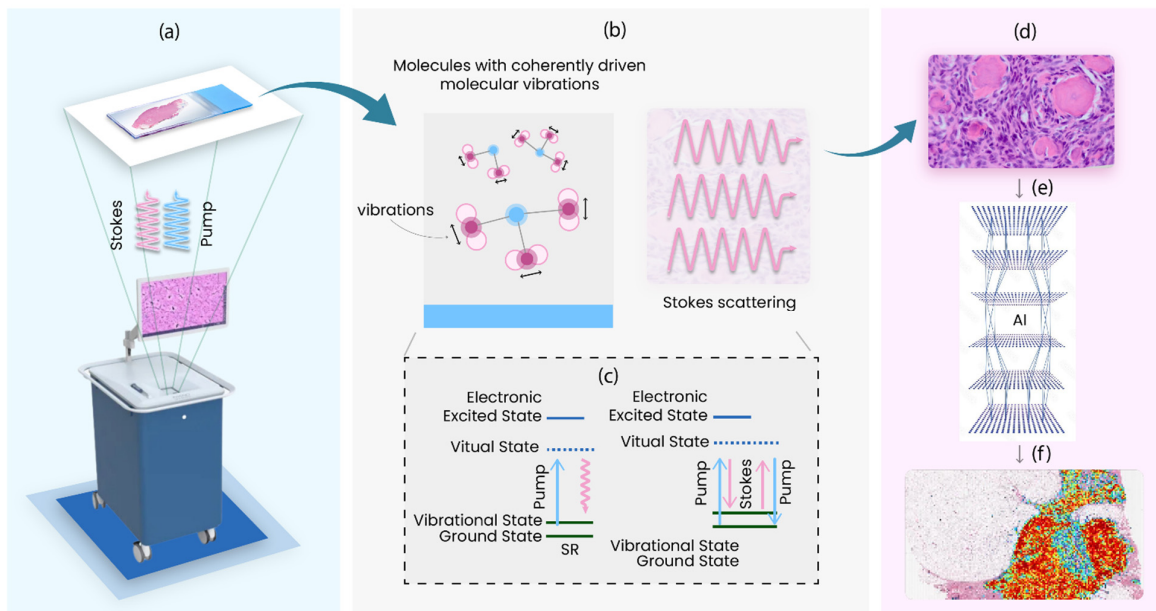 (a)
Stokes
Pump
(b)
Molecules with coherently driven
molecular vibrations
vibrations
Stokes scattering
(c)
Electronic
Excited State
Vitual State
Pump
Vibrational State
Ground State
SR
Electronic
Excited State
Vitual State
Pump
Stokes
Pump
Vibrational State
Ground State
(d)
(e)
AI
(f)